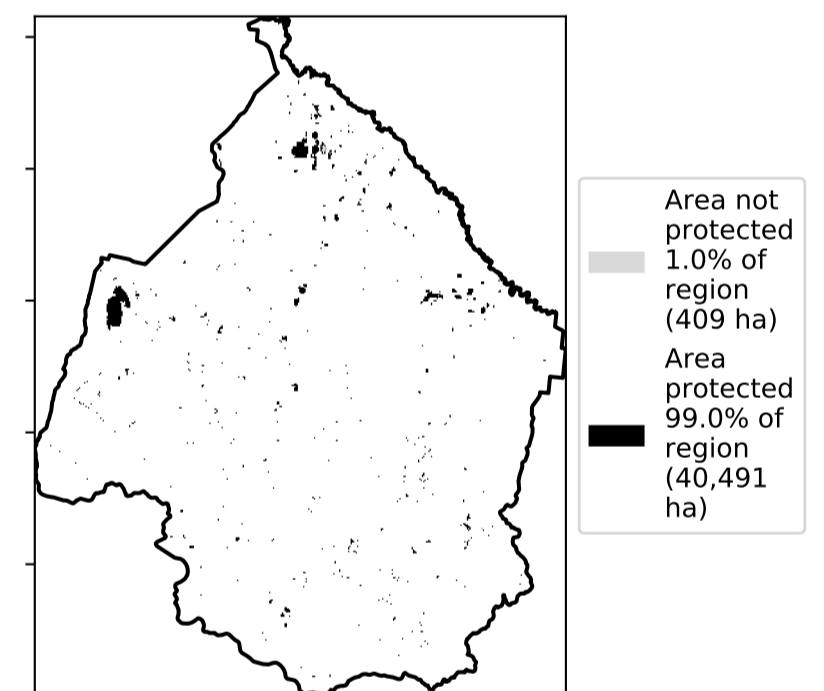 Area not
protected
1.0% of
region
(409 ha)
Area
protected
99.0% of
region
(40,491
ha)